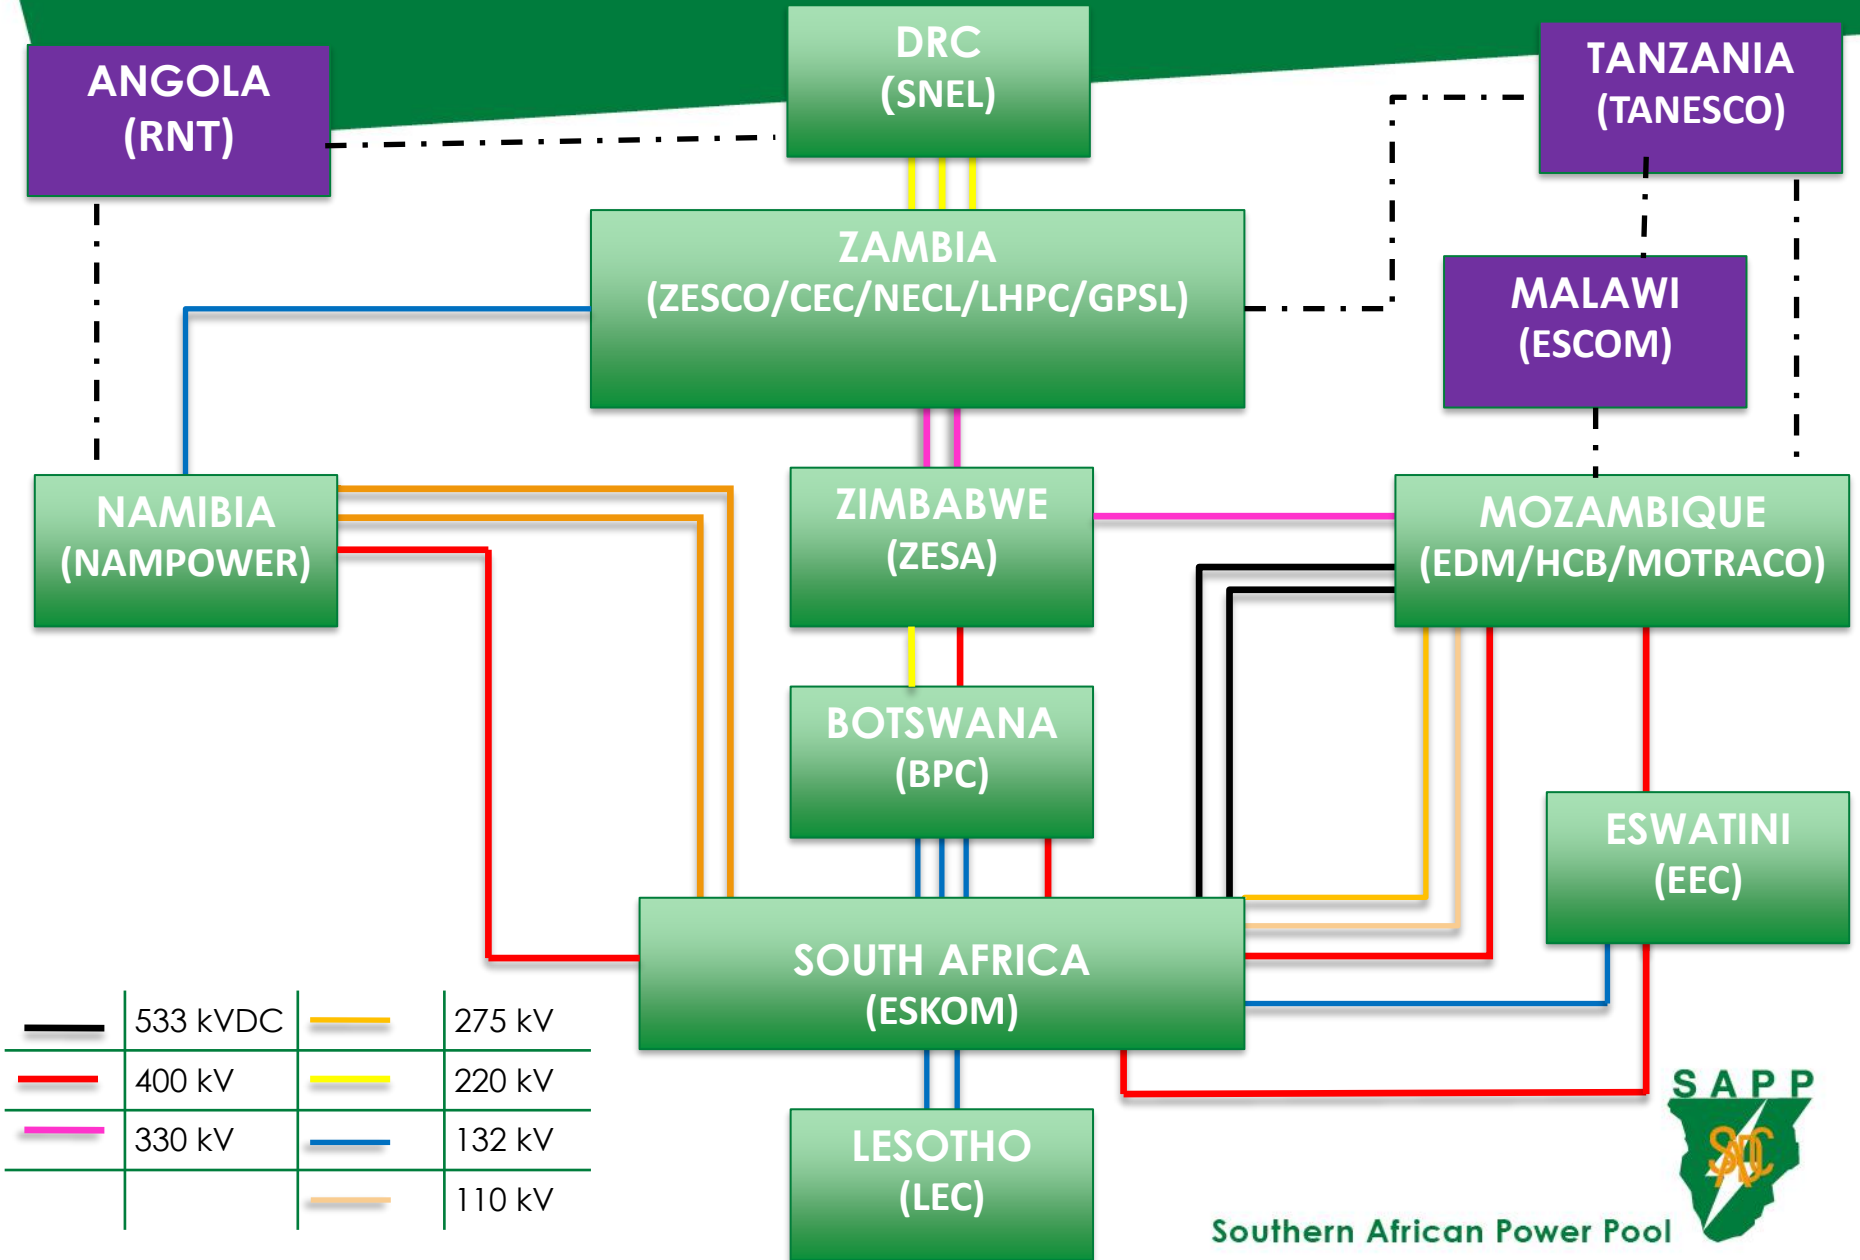 ANGOLA
(RNT)
DRC
(SNEL)
TANZANIA
(TANESCO)
ZAMBIA
(ZESCO/CEC/NECL/LHPC/GPSL)
MALAWI
(ESCOM)
NAMIBIA
(NAMPOWER)
ZIMBABWE
(ZESA)
MOZAMBIQUE
(EDM/HCB/MOTRACO)
BOTSWANA
(BPC)
ESWATINI
(EEC)
SOUTH AFRICA
(ESKOM)
533 kVDC
275 kV
400 kV
220 kV
330 kV
132 kV
110 kV
LESOTHO
(LEC)
SAPP
SADC
Southern African Power Pool